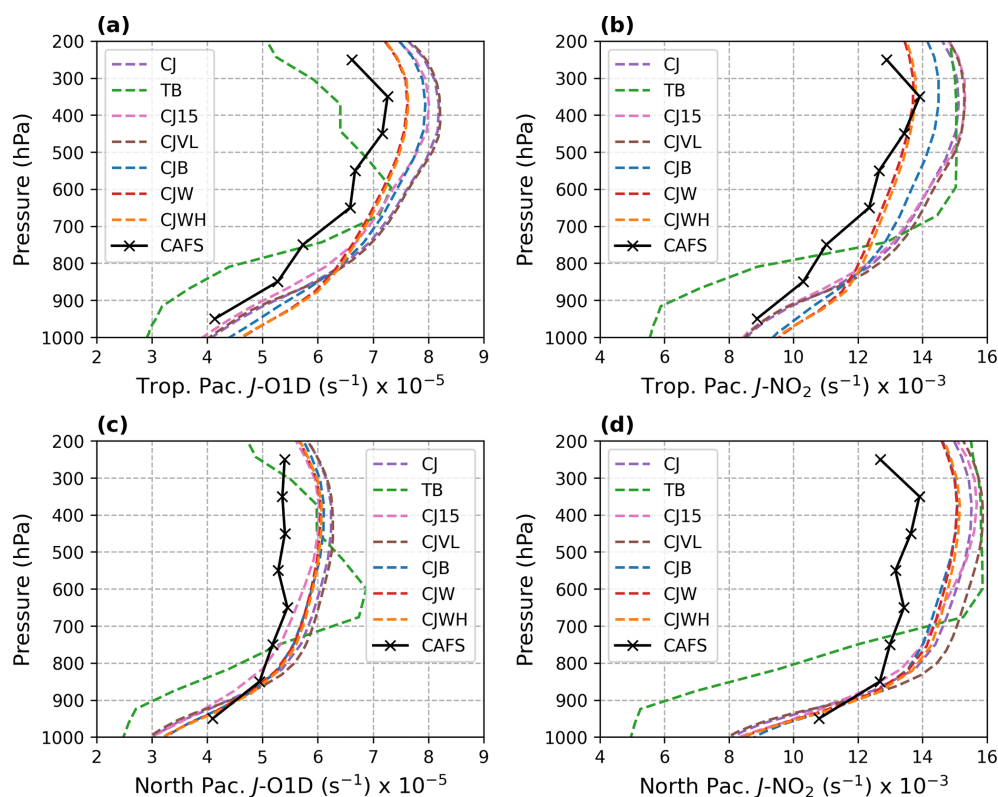 (a)
200
300
400
500
600
700
800
900
1000
Pressure (hPa)
CJ
TB
CJ15
CJVL
CJB
CJW
CJWH
CAFS
2 3 4 5 6 7 8 9
Trop. Pac. J-O1D (s⁻¹) x 10⁻⁵
(b)
200
300
400
500
600
700
800
900
1000
Pressure (hPa)
CJ
TB
CJ15
CJVL
CJB
CJW
CJWH
CAFS
4 6 8 10 12 14 16
Trop. Pac. J-NO₂ (s⁻¹) x 10⁻³
(c)
200
300
400
500
600
700
800
900
1000
Pressure (hPa)
CJ
TB
CJ15
CJVL
CJB
CJW
CJWH
CAFS
2 3 4 5 6 7 8 9
North Pac. J-O1D (s⁻¹) x 10⁻⁵
(d)
200
300
400
500
600
700
800
900
1000
Pressure (hPa)
CJ
TB
CJ15
CJVL
CJB
CJW
CJWH
CAFS
4 6 8 10 12 14 16
North Pac. J-NO₂ (s⁻¹) x 10⁻³